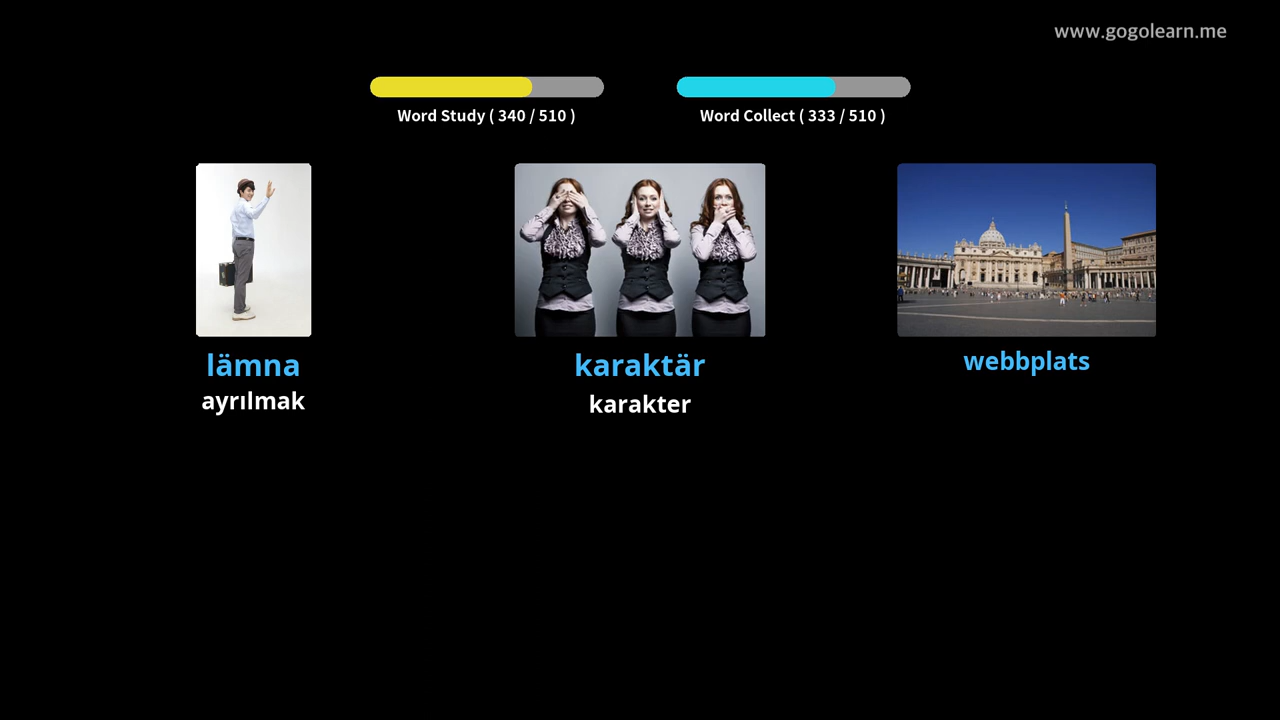 www.gogolearn.me
Word Study ( 340 / 510 )
Word Collect ( 333 / 510 )
lämna
ayrılmak
karaktär
karakter
webbplats